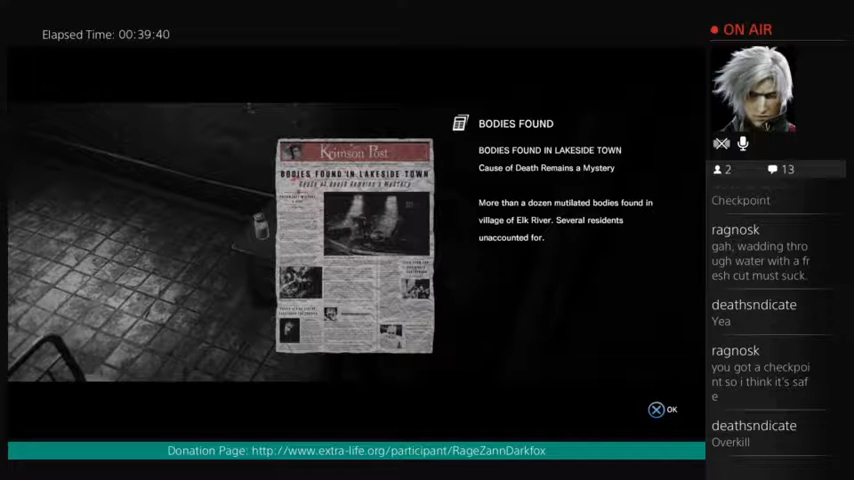 Elapsed Time: 00:39:40
ON AIR
Krimson Post
BODIES FOUND IN LAKESIDE TOWN
Cause of Death Remains a Mystery
BODIES FOUND
BODIES FOUND IN LAKESIDE TOWN
Cause of Death Remains a Mystery
More than a dozen mutilated bodies found in
village of Elk River. Several residents
unaccounted for.
OK
2
13
Checkpoint
ragnosk
gah, wadding thro
ugh water with a fr
esh cut must suck.
deathsndicate
Yea
ragnosk
you got a checkpoi
nt so i think it's saf
e
deathsndicate
Overkill
Donation Page: http://www.extra-life.org/participant/RageZannDarkfox